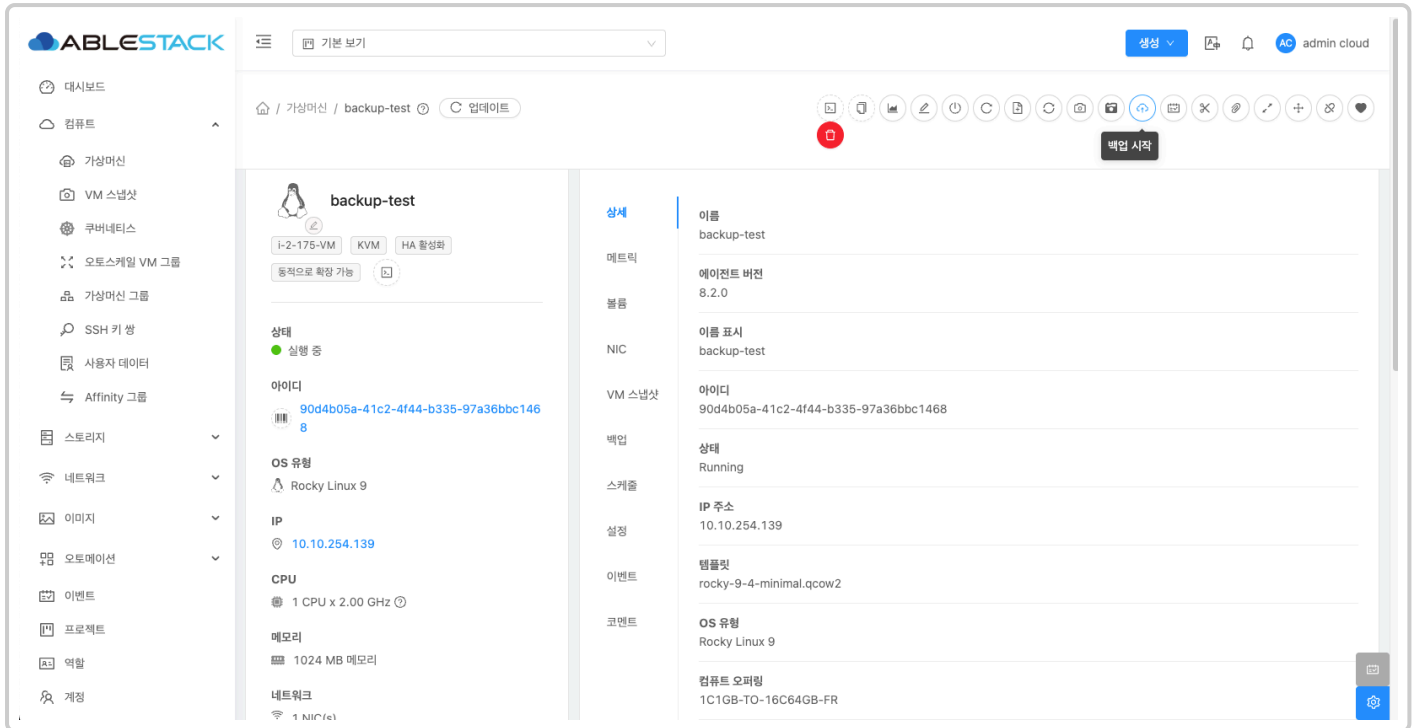 ABLESTACK
기본 보기
생성
AC
admin cloud
가상머신 / backup-test
업데이트
백업 시작
대시보드
컴퓨트
가상머신
VM 스냅샷
쿠버네티스
오토스케일 VM 그룹
가상머신 그룹
SSH 키 쌍
사용자 데이터
Affinity 그룹
스토리지
네트워크
이미지
오토메이션
이벤트
프로젝트
역할
계정
backup-test
i-2-175-VM
KVM
HA 활성화
동적으로 확장 가능
상태
실행 중
아이디
90d4b05a-41c2-4f44-b335-97a36bbc146
8
OS 유형
Rocky Linux 9
IP
10.10.254.139
CPU
1 CPU x 2.00 GHz
메모리
1024 MB 메모리
네트워크
1 NIC(s)
상세
메트릭
볼륨
NIC
VM 스냅샷
백업
스케줄
설정
이벤트
코멘트
이름
backup-test
에이전트 버전
8.2.0
이름 표시
backup-test
아이디
90d4b05a-41c2-4f44-b335-97a36bbc1468
상태
Running
IP 주소
10.10.254.139
템플릿
rocky-9-4-minimal.qcow2
OS 유형
Rocky Linux 9
컴퓨트 오퍼링
1C1GB-TO-16C64GB-FR